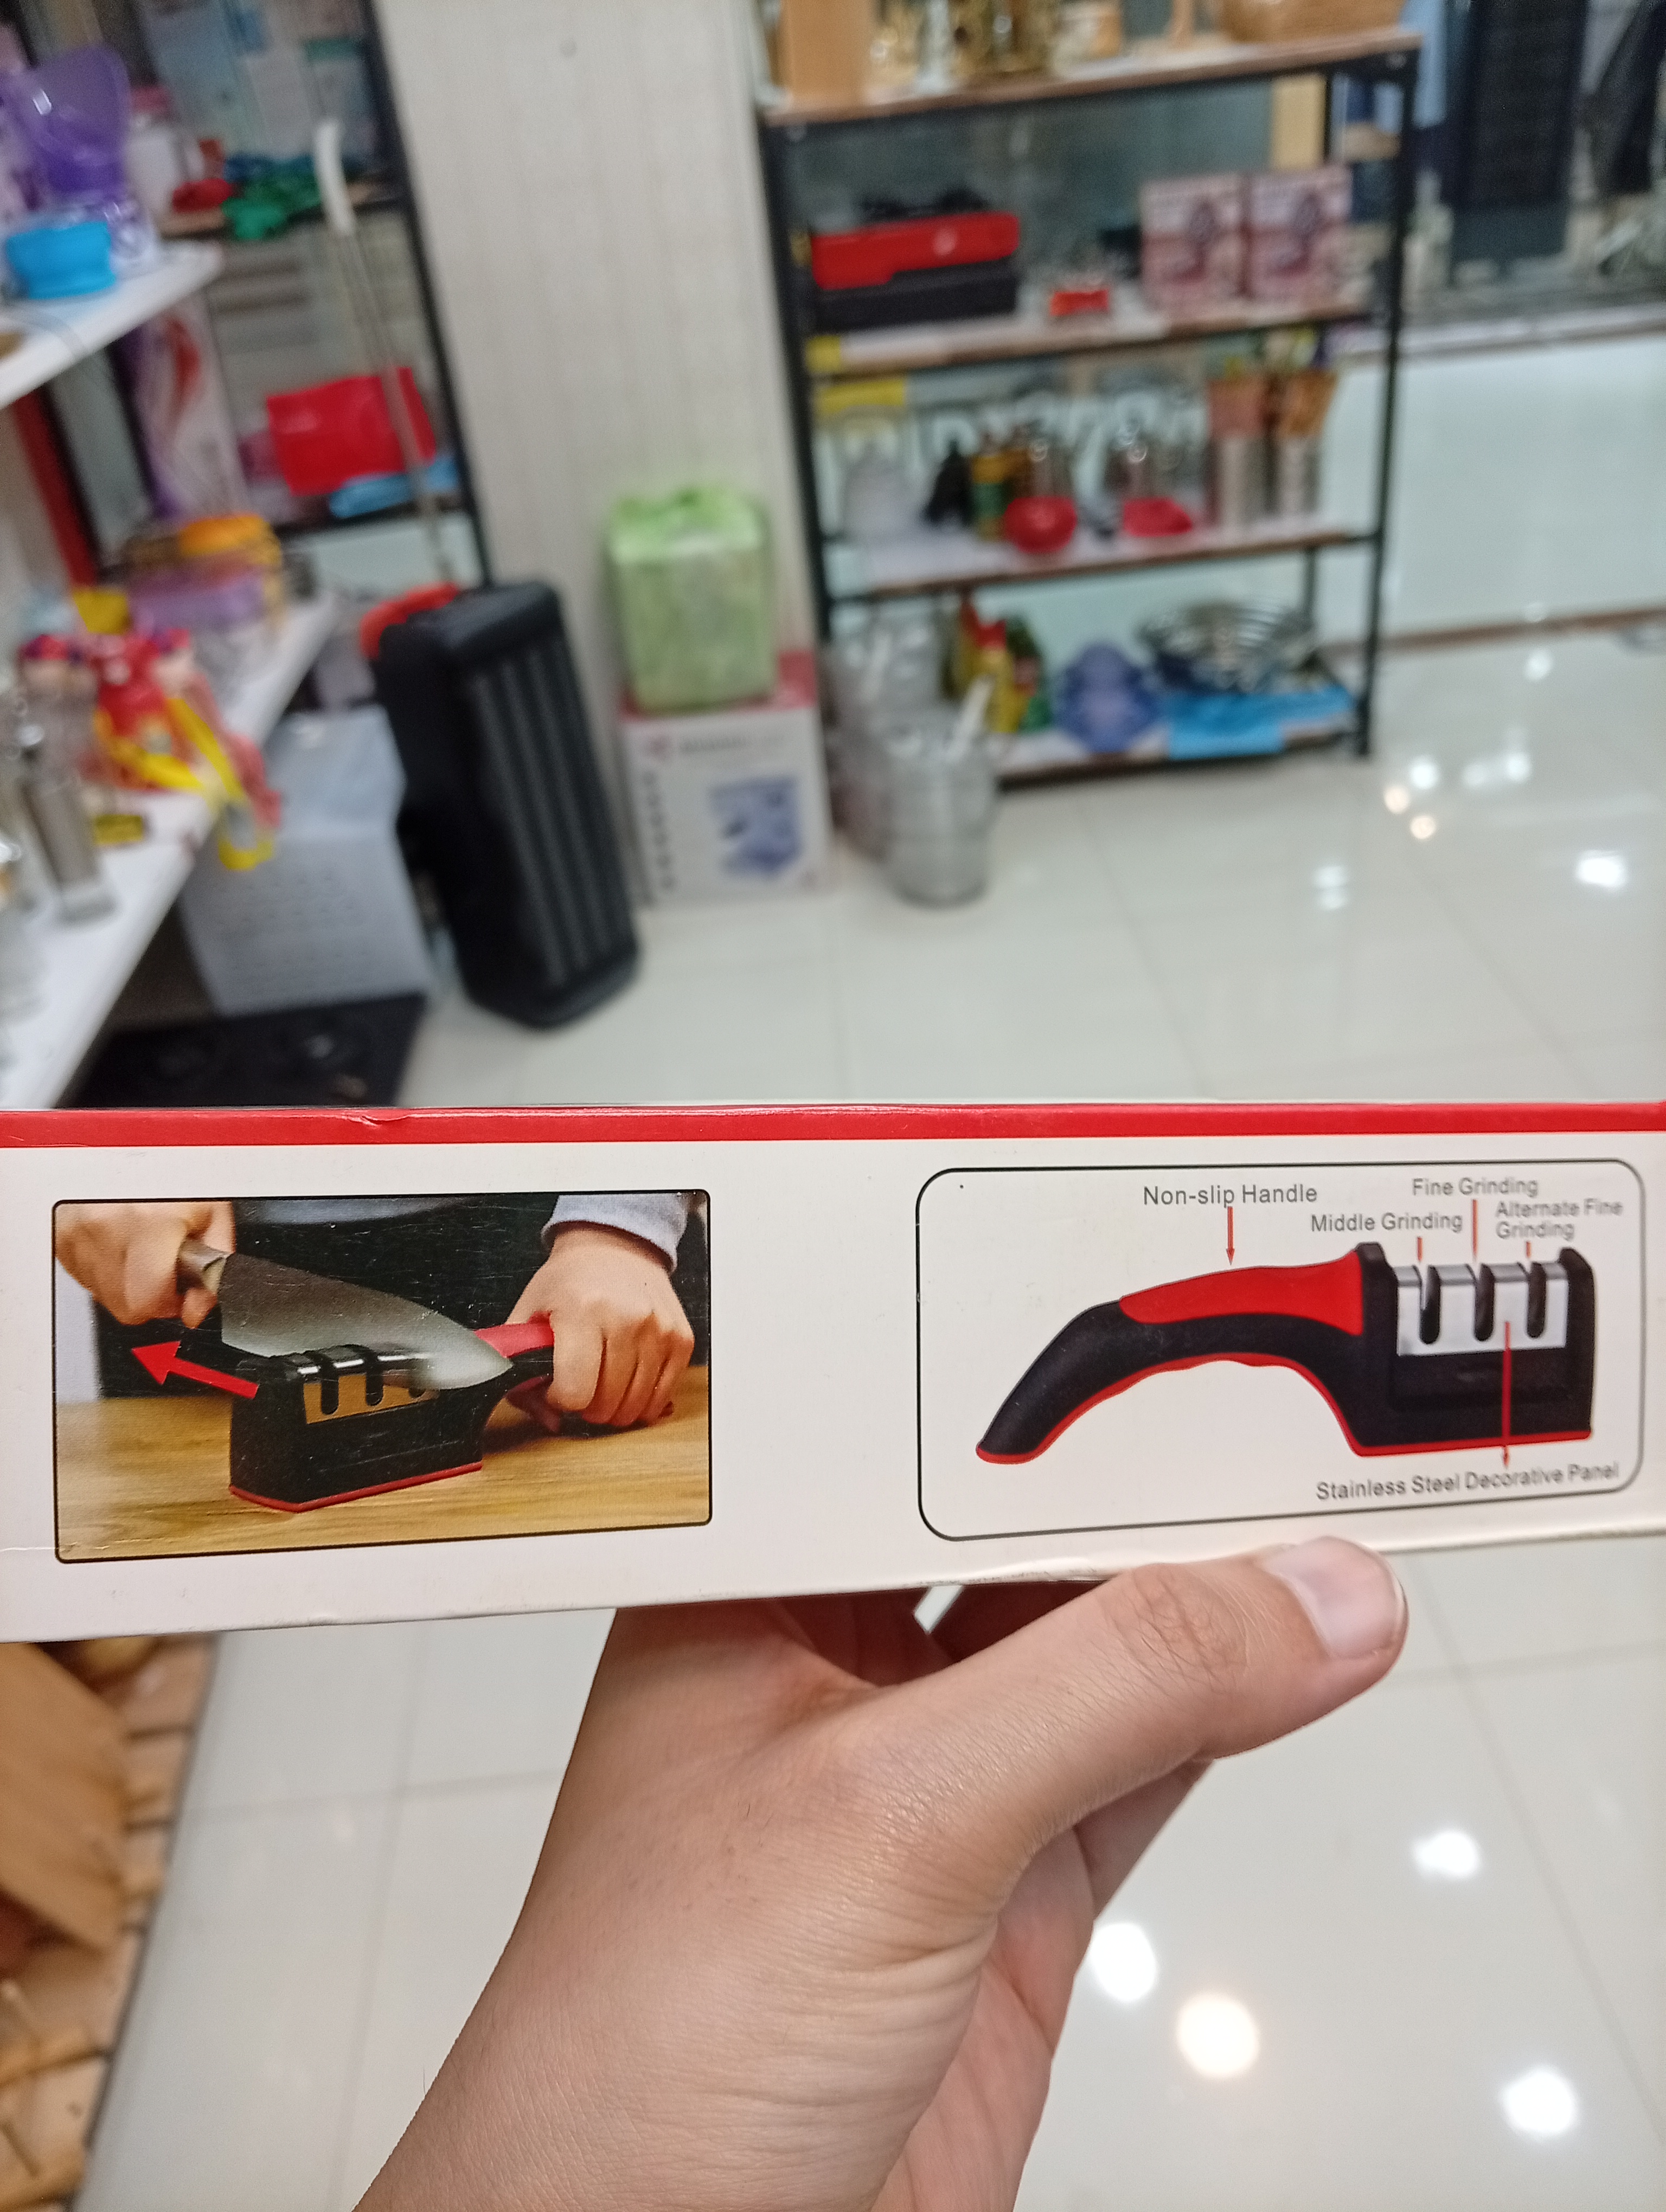 Non-slip Handle
Fine Grinding
Middle Grinding
Alternate Fine
Grinding
Stainless Steel Decorative Panel